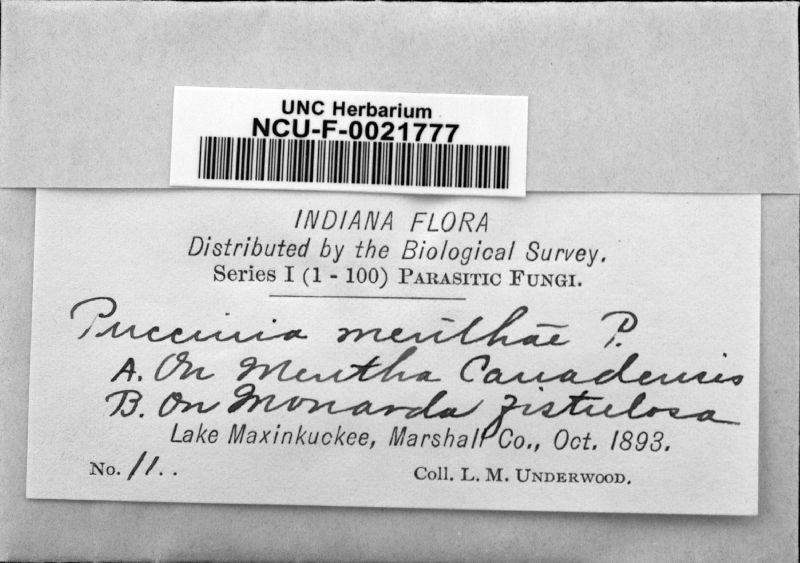 UNC Herbarium
NCU-F-0021777
INDIANA FLORA
Distributed by the Biological Survey.
Series I (1 - 100) PARASITIC FUNGI.
Puccinia menthae P.
A. On Mentha Canadensis
B. On Monarda fistulosa
Lake Maxinkuckee, Marshall Co., Oct. 1893.
No. 11.. Coll. L. M. UNDERWOOD.